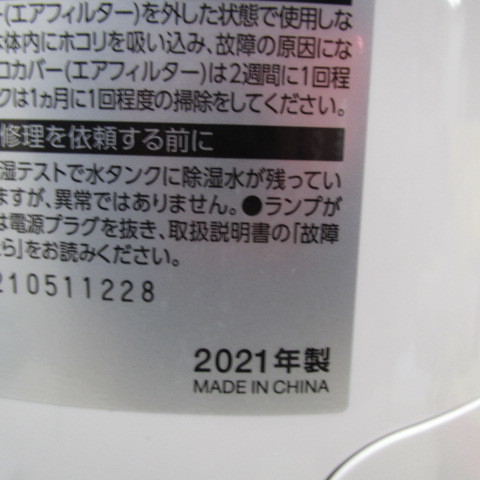 ー(エアフィルター)を外した状態で使用しな
体内にホコリを吸い込み、故障の原因にな
コカバー(エアフィルター)は2週間に1回程
クは1ヵ月に1回程度の掃除をしてください。
修理を依頼する前に
湿テストで水タンクに除湿水が残ってい
ますが、異常ではありません。●ランプが
は電源プラグを抜き、取扱説明書の「故障
ら」をお読みください。
210511228
2021年製
MADE IN CHINA